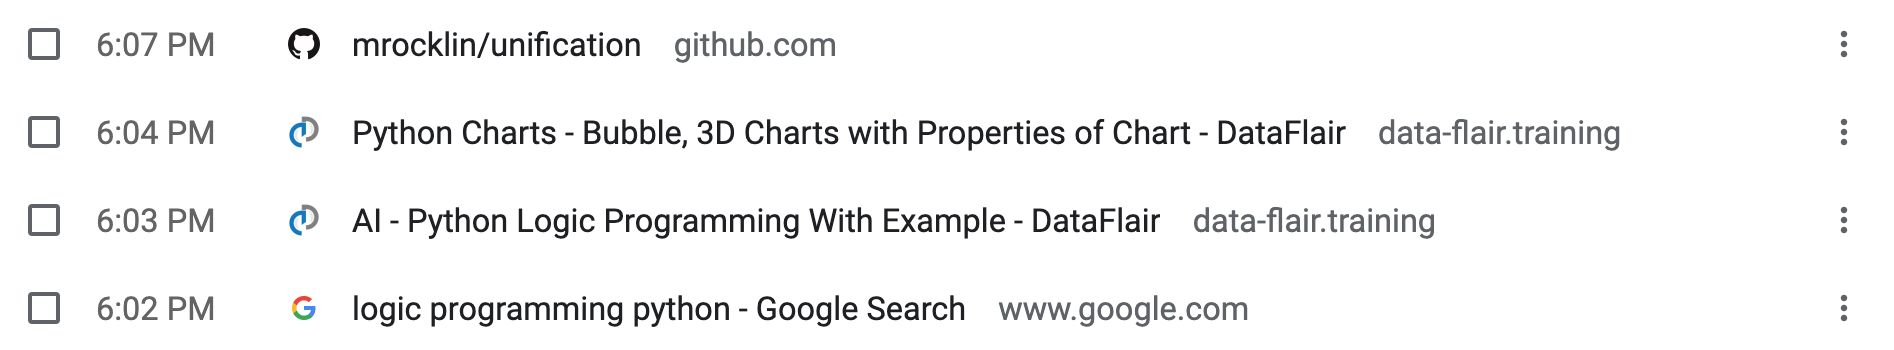 6:07 PM mrocklin/unification github.com
6:04 PM Python Charts - Bubble, 3D Charts with Properties of Chart - DataFlair data-flair.training
6:03 PM AI - Python Logic Programming With Example - DataFlair data-flair.training
6:02 PM logic programming python - Google Search www.google.com